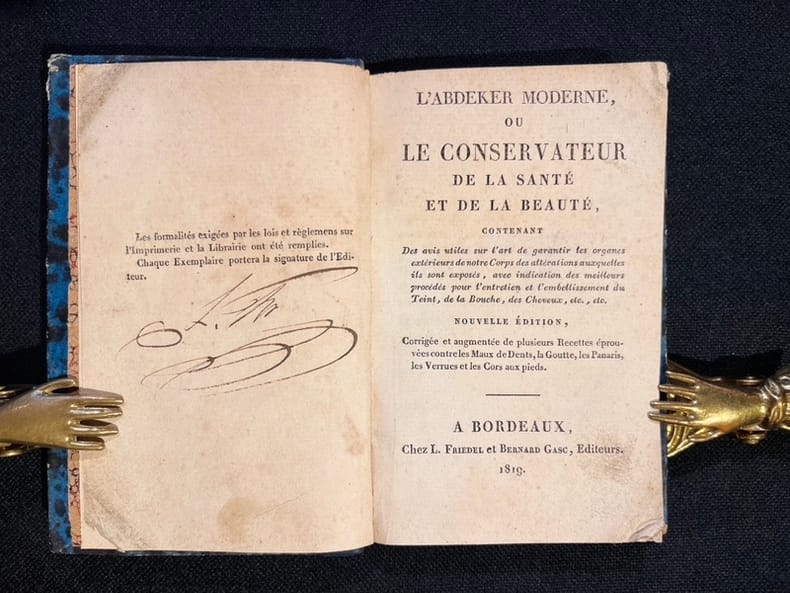 Les formalités exigées par les lois et règlemens sur
l'Imprimerie et la Librairie ont été remplies.
Chaque Exemplaire portera la signature de l'Edi-
teur.
L'ABDEKER MODERNE,
OU
LE CONSERVATEUR
DE LA SANTÉ
ET DE LA BEAUTÉ,
CONTENANT
Des avis utiles sur l'art de garantir les organes
extérieurs de notre Corps des altérations auxquelles
ils sont exposés, avec indication des meilleurs
procédés pour l'entretien et l'embellissement du
Teint, de la Bouche, des Cheveux, etc., etc.
NOUVELLE ÉDITION,
Corrigée et augmentée de plusieurs Recettes éprou-
vées contre les Maux de Dents, la Goutte, les Panaris,
les Verrues et les Cors aux pieds.
A BORDEAUX,
Chez L. FRIEDEL et BERNARD GASC, Editeurs.
1819.